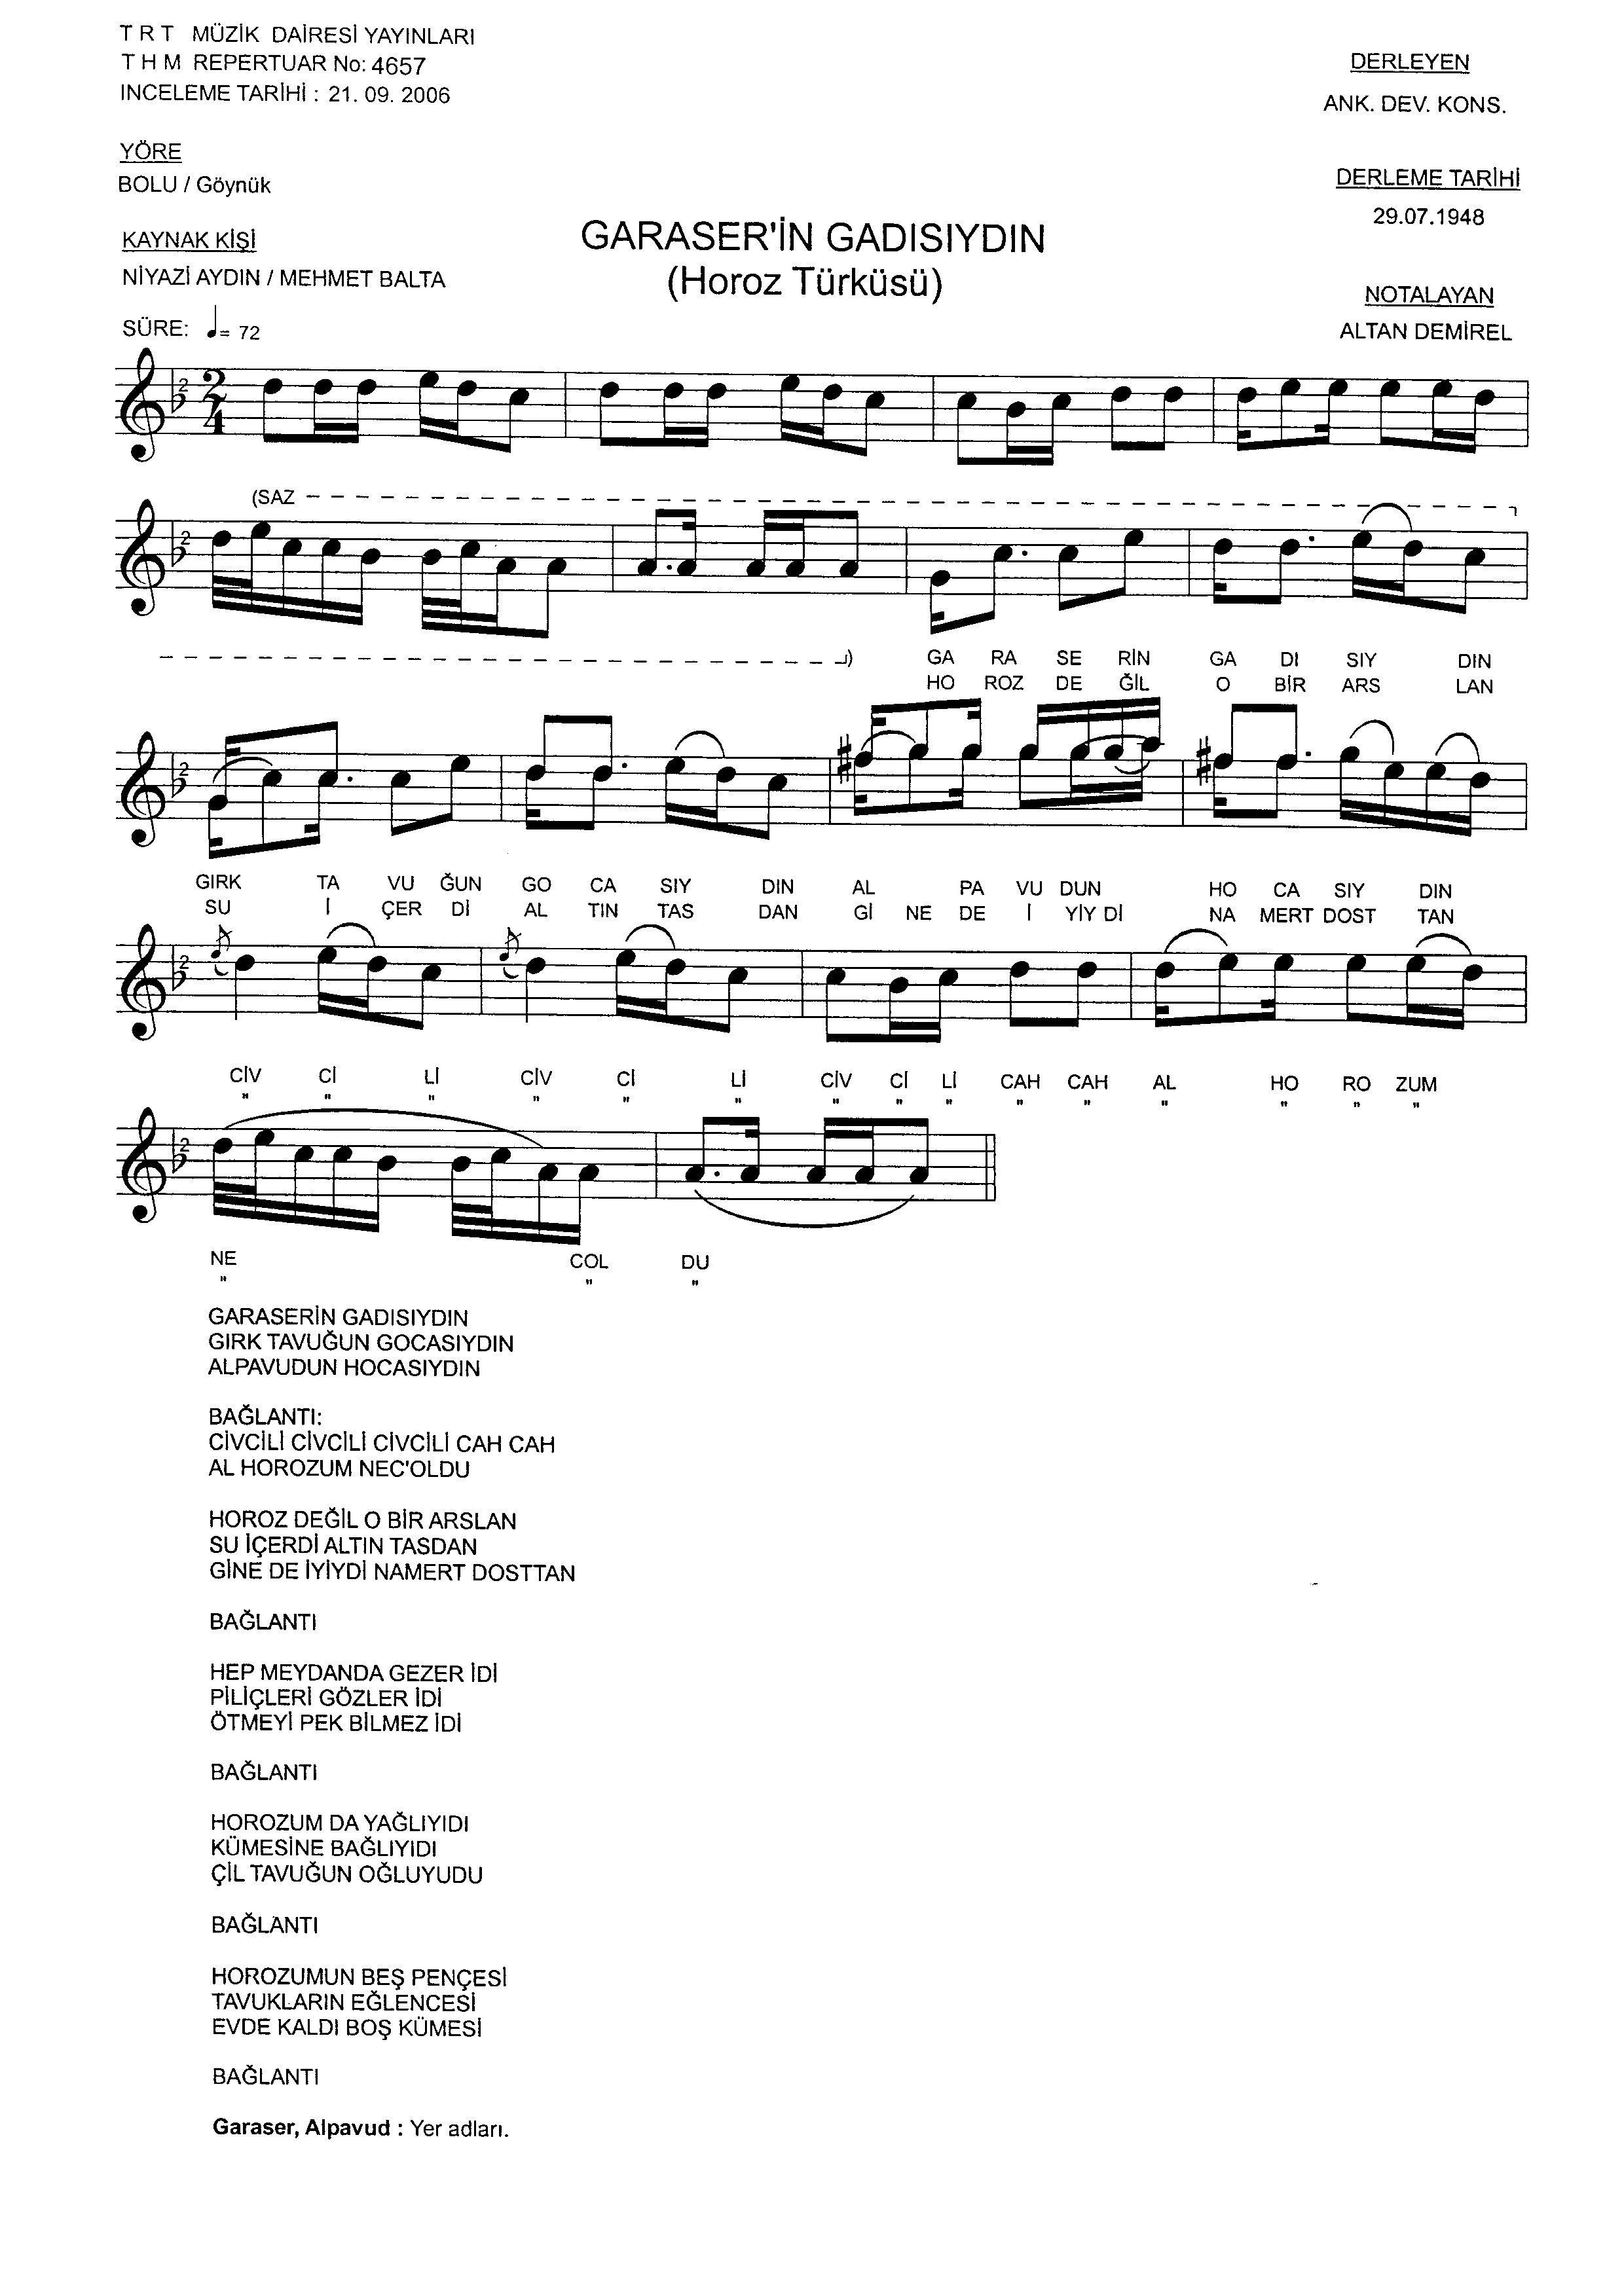 T R T MÜZİK DAİRESİ YAYINLARI
T H M REPERTUAR No: 4657
INCELEME TARİHİ : 21. 09. 2006
DERLEYEN
ANK. DEV. KONS.
YÖRE
BOLU / Göynük
DERLEME TARİHİ
29.07.1948
KAYNAK KİŞİ
NİYAZİ AYDIN / MEHMET BALTA
GARASER'İN GADISIYDIN
(Horoz Türküsü)
NOTALAYAN
ALTAN DEMİREL
SÜRE: ♩= 72
2 2 4
(SAZ
2
GA RA SE RİN GA DI SIY DIN
HO ROZ DE ĞİL O BİR ARS LAN
2
GIRK TA VU ĞUN GO CA SIY DIN AL PA VU DUN HO CA SIY DIN
SU İ ÇER Dİ AL TIN TAS DAN Gİ NE DE İ YİY Dİ NA MERT DOST TAN
2
CİV Cİ Lİ CİV Cİ Lİ CİV Cİ Lİ CAH CAH AL HO RO ZUM
" " " " " " " " " " " " " " "
2
NE COL DU
" " "
GARASERİN GADISIYDIN
GIRK TAVUĞUN GOCASIYDIN
ALPAVUDUN HOCASIYDIN
BAĞLANTI:
CİVCİLİ CİVCİLİ CİVCİLİ CAH CAH
AL HOROZUM NEC'OLDU
HOROZ DEĞİL O BİR ARSLAN
SU İÇERDİ ALTIN TASDAN
GİNE DE İYİYDİ NAMERT DOSTTAN
BAĞLANTI
HEP MEYDANDA GEZER İDİ
PİLİÇLERİ GÖZLER İDİ
ÖTMEYİ PEK BİLMEZ İDİ
BAĞLANTI
HOROZUM DA YAĞLIYIDI
KÜMESİNE BAĞLIYIDI
ÇİL TAVUĞUN OĞLUYUDU
BAĞLANTI
HOROZUMUN BEŞ PENÇESİ
TAVUKLARIN EĞLENCESİ
EVDE KALDI BOŞ KÜMESİ
BAĞLANTI
Garaser, Alpavud : Yer adları.